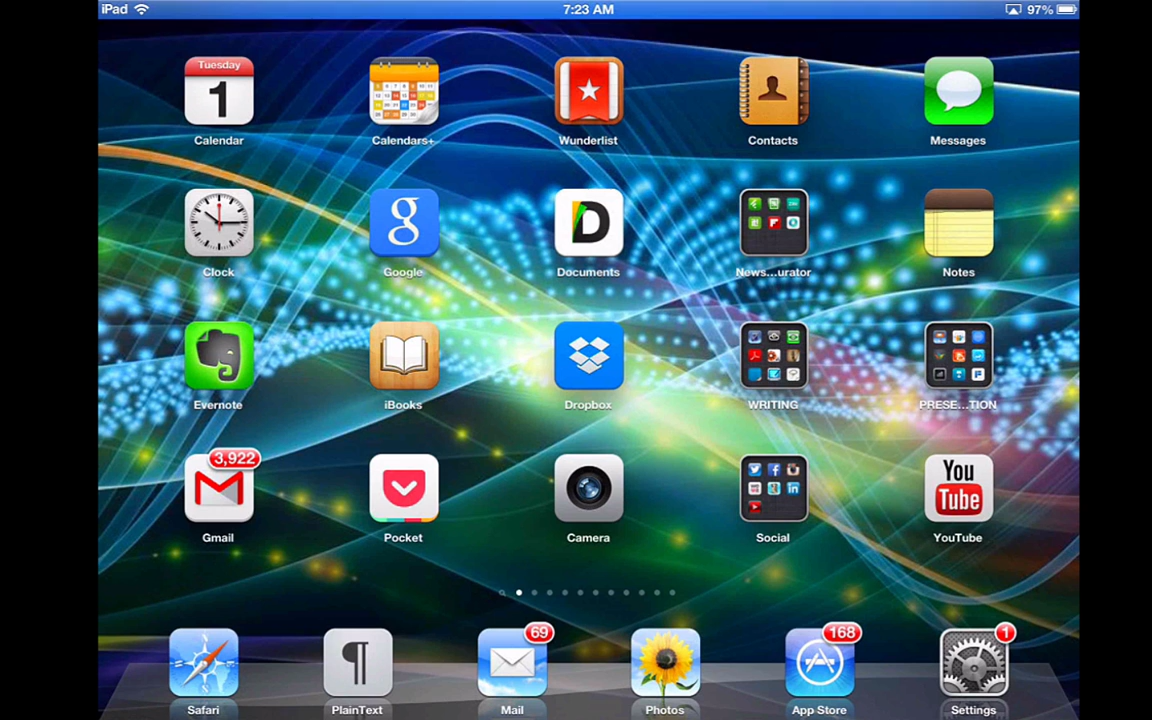 iPad 7:23 AM 97%
Tuesday
1
Calendar Calendars+ Wunderlist Contacts Messages
g D
Clock Google Documents News...urator Notes
Evernote iBooks Dropbox WRITING PRESE...TION
3,922 You
Tube
Gmail Pocket Camera Social YouTube
69 168 1
Safari PlainText Mail Photos App Store Settings